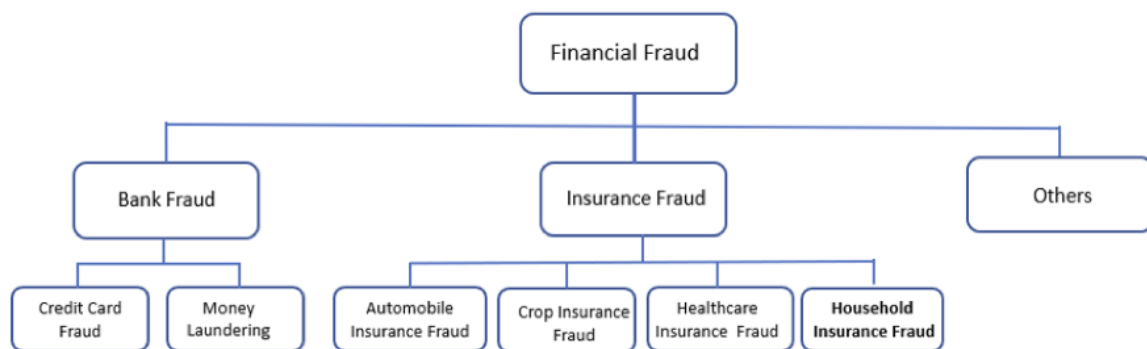 Financial Fraud
Bank Fraud
Insurance Fraud
Others
Credit Card
Fraud
Money
Laundering
Automobile
Insurance Fraud
Crop Insurance
Fraud
Healthcare
Insurance Fraud
Household
Insurance Fraud